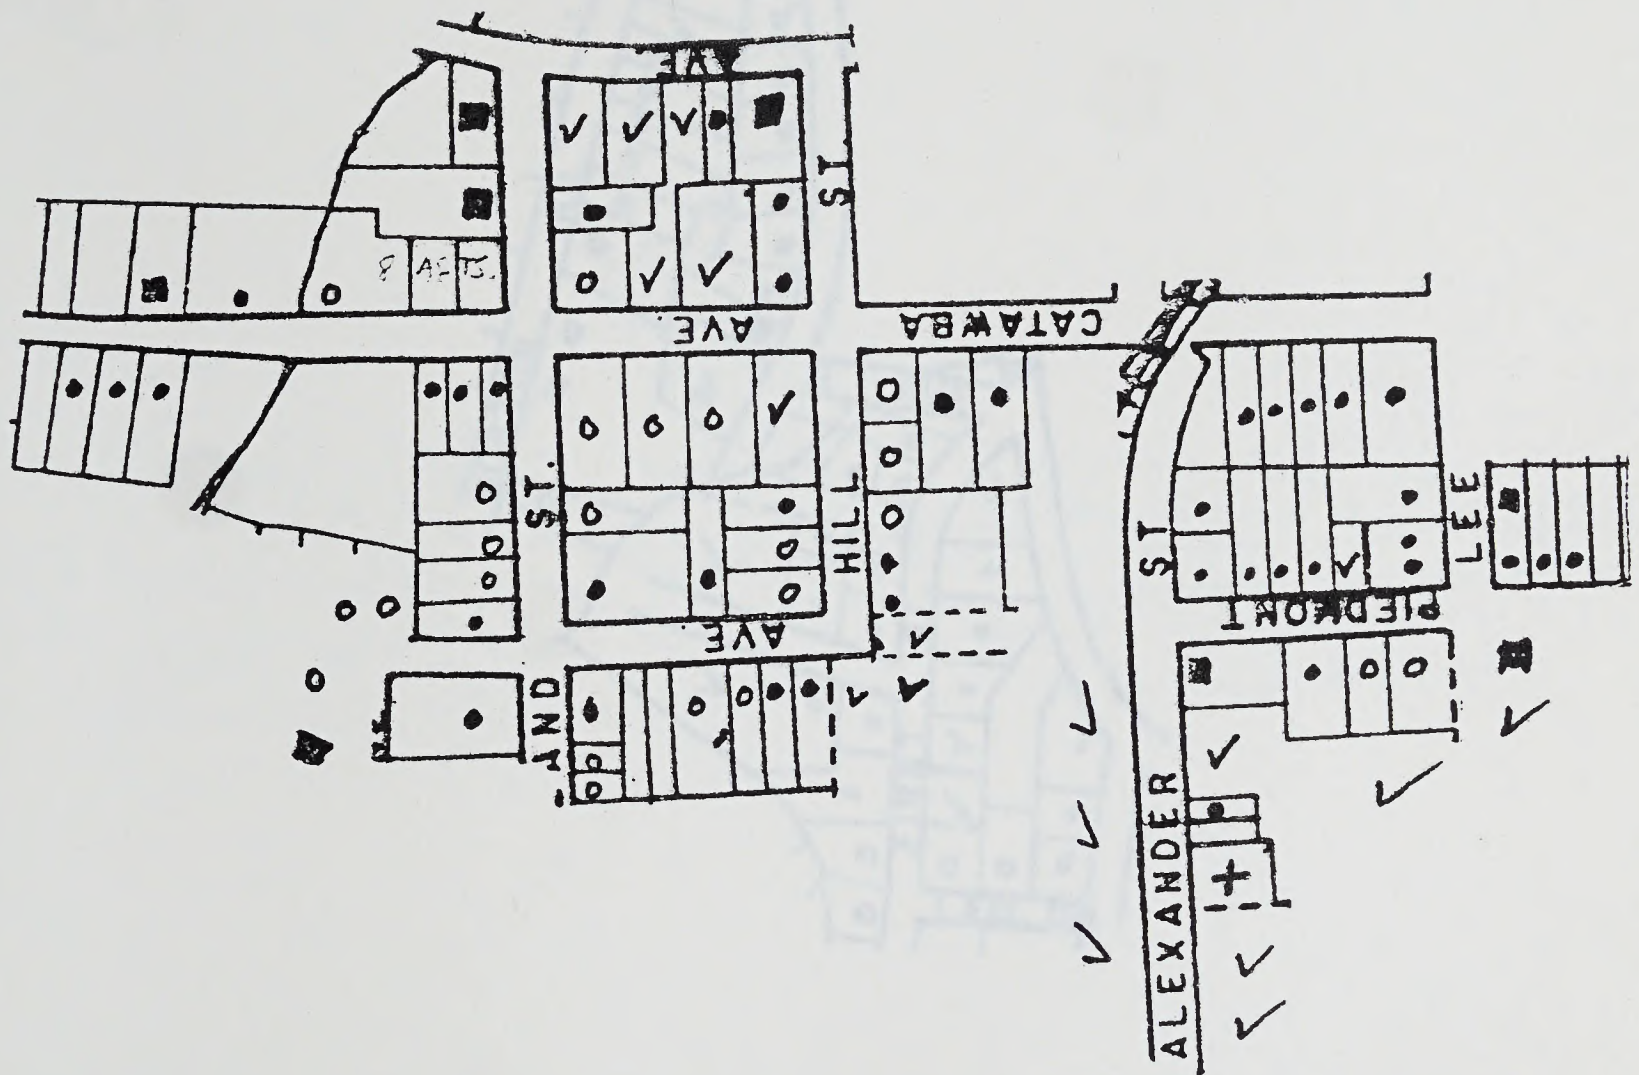 AVE
ST.
8 APTS.
AVE.
CATAWBA
ST.
HILL
ST
LEE
PIEDMONT
AVE.
AND
ALEXANDER